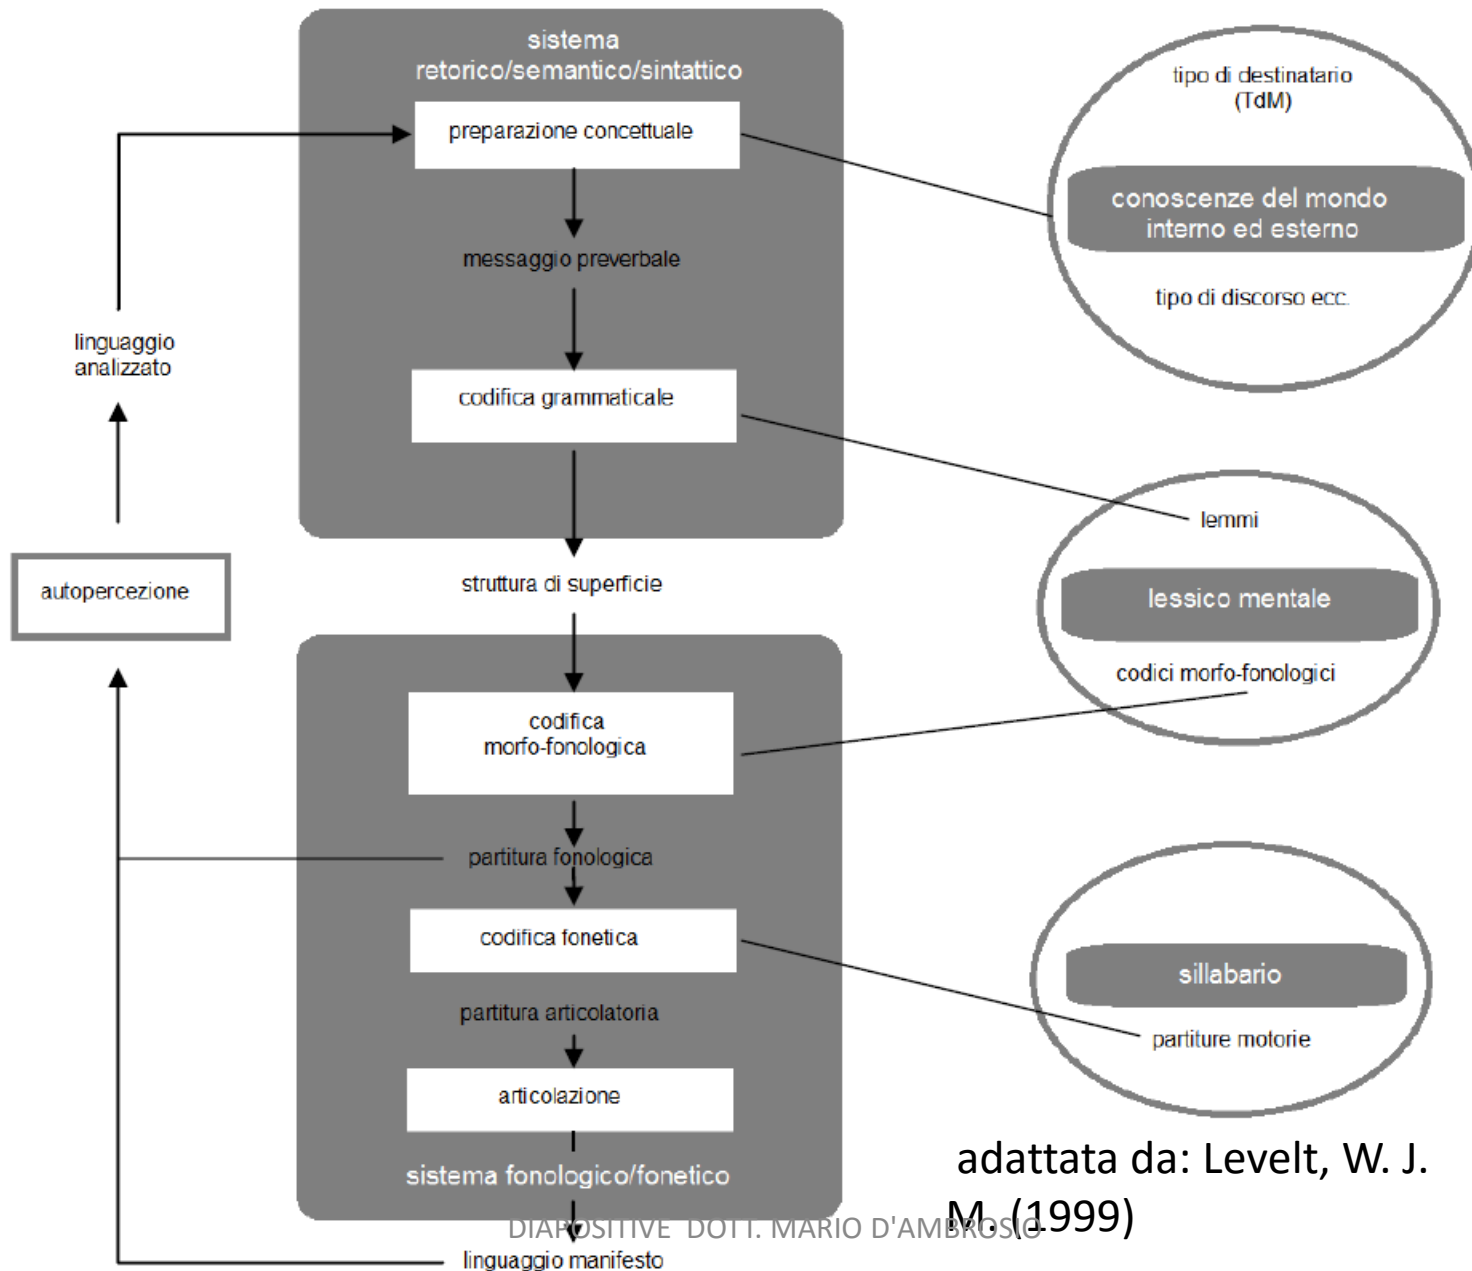 sistema
retorico/semantico/sintattico
preparazione concettuale
messaggio preverbale
codifica grammaticale
struttura di superficie
codifica
morfo-fonologica
partitura fonologica
codifica fonetica
partitura articolatoria
articolazione
sistema fonologico/fonetico
linguaggio manifesto
linguaggio
analizzato
autopercezione
tipo di destinatario
(TdM)
conoscenze del mondo
interno ed esterno
tipo di discorso ecc.
lemmi
lessico mentale
codici morfo-fonologici
sillabario
partiture motorie
adattata da: Levelt, W. J.
M. (1999)
DIAPOSITIVE DOTT. MARIO D'AMBROSIO